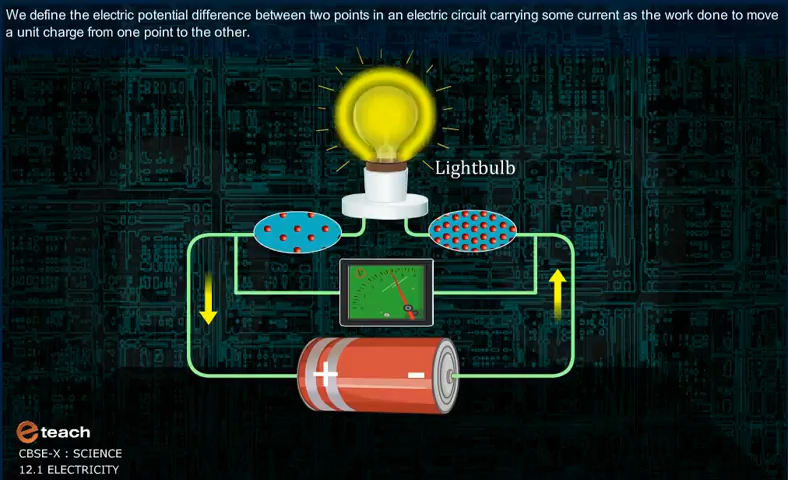 We define the electric potential difference between two points in an electric circuit carrying some current as the work done to move
a unit charge from one point to the other.
Lightbulb
+ -
e teach
CBSE-X : SCIENCE
12.1 ELECTRICITY